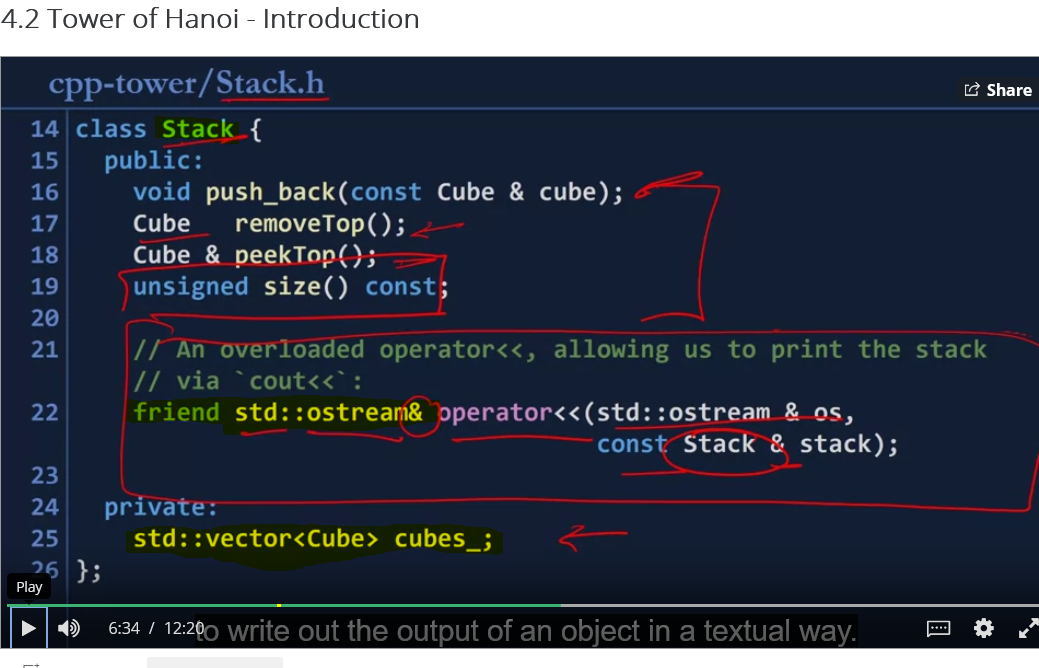 4.2 Tower of Hanoi - Introduction
cpp-tower/Stack.h
Share
14 class Stack {
15 public:
16 void push_back(const Cube & cube);
17 Cube removeTop();
18 Cube & peekTop();
19 unsigned size() const;
20
21 // An overloaded operator<<, allowing us to print the stack
// via `cout<<`:
22 friend std::ostream& operator<<(std::ostream & os,
const Stack & stack);
23
24 private:
25 std::vector<Cube> cubes_;
26 };
Play
6:34 / 12:20
to write out the output of an object in a textual way.